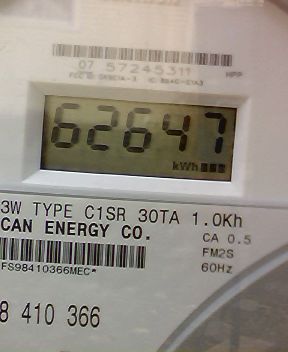 07 57245311
HPP
62647
kWh
3W TYPE C1SR 30TA 1.0Kh
CAN ENERGY CO.
CA 0.5
FM2S
60Hz
FS98410366MEC*
8 410 366